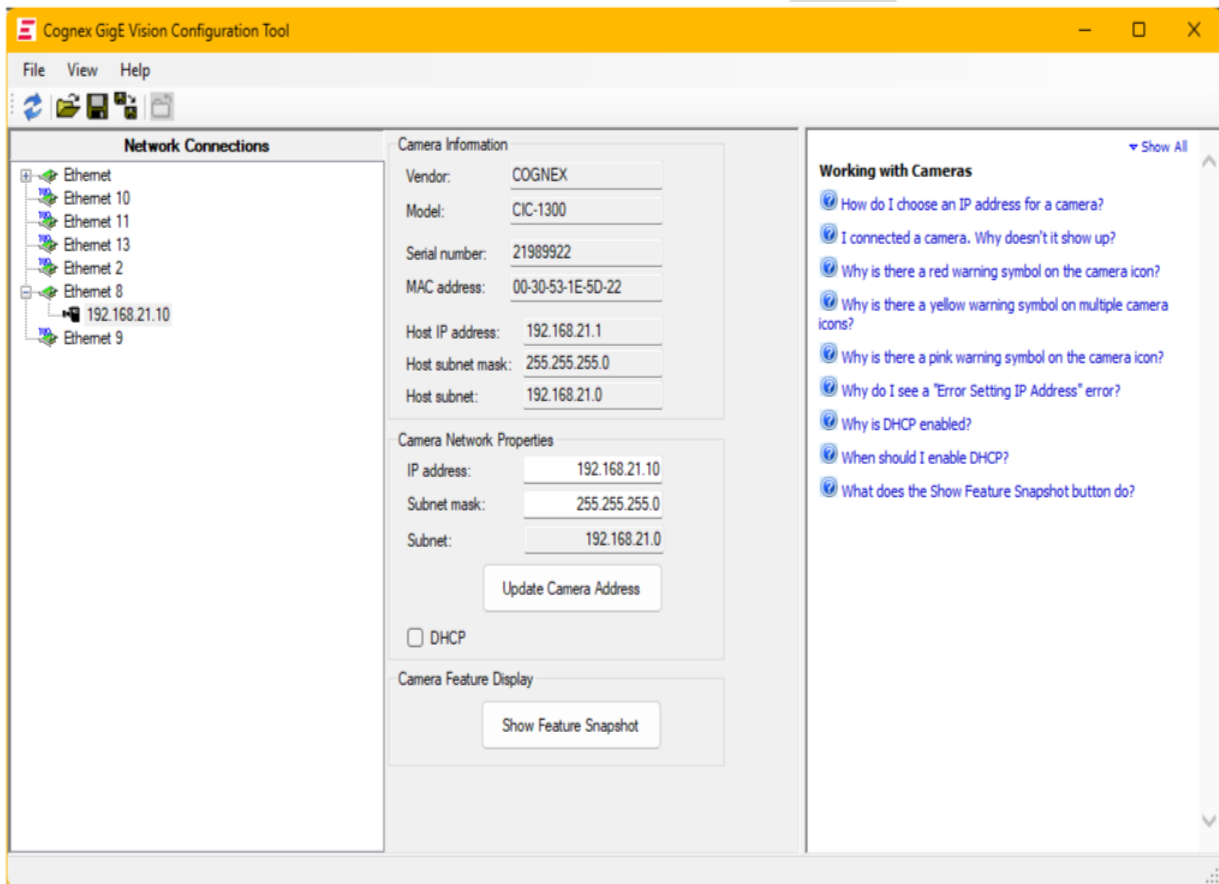 Cognex GigE Vision Configuration Tool
File View Help
Network Connections
Ethernet
Ethernet 10
Ethernet 11
Ethernet 13
Ethernet 2
Ethernet 8
192.168.21.10
Ethernet 9
Camera Information
Vendor: COGNEX
Model: CIC-1300
Serial number: 21989922
MAC address: 00-30-53-1E-5D-22
Host IP address: 192.168.21.1
Host subnet mask: 255.255.255.0
Host subnet: 192.168.21.0
Camera Network Properties
IP address: 192.168.21.10
Subnet mask: 255.255.255.0
Subnet: 192.168.21.0
Update Camera Address
DHCP
Camera Feature Display
Show Feature Snapshot
Show All
Working with Cameras
How do I choose an IP address for a camera?
I connected a camera. Why doesn't it show up?
Why is there a red warning symbol on the camera icon?
Why is there a yellow warning symbol on multiple camera
icons?
Why is there a pink warning symbol on the camera icon?
Why do I see a "Error Setting IP Address" error?
Why is DHCP enabled?
When should I enable DHCP?
What does the Show Feature Snapshot button do?